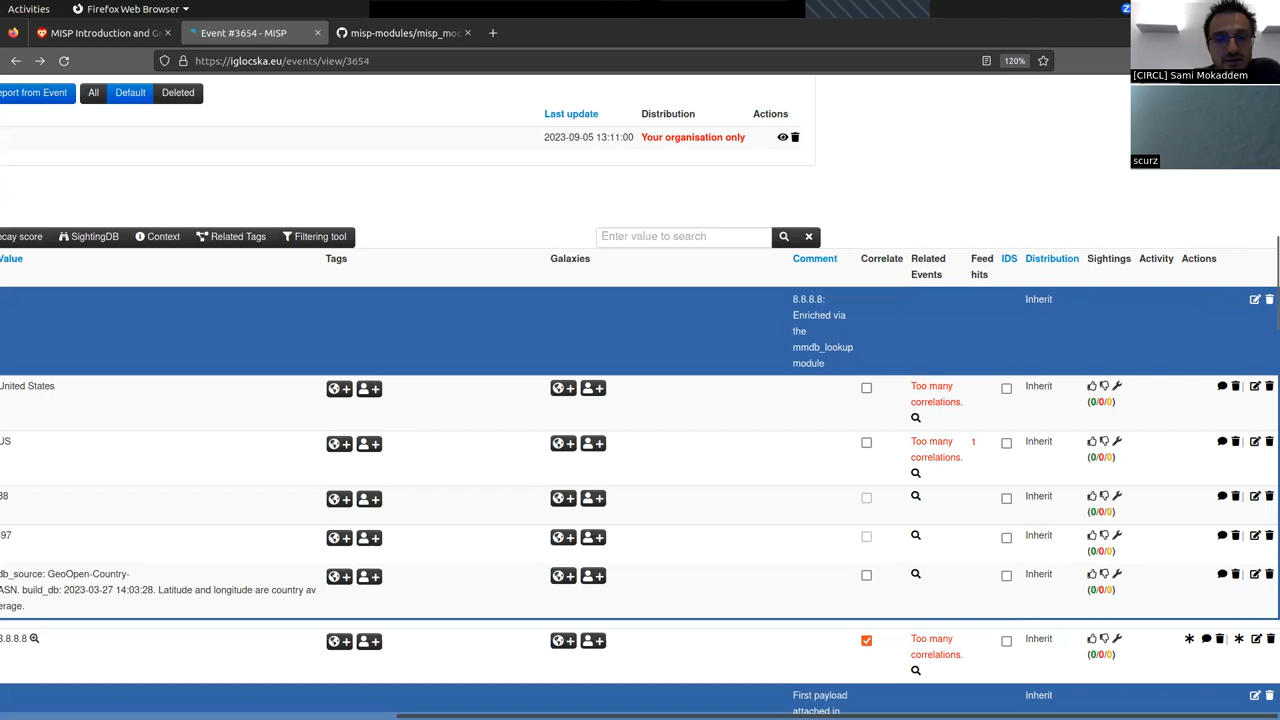 Activities
Firefox Web Browser
MISP Introduction and G
Event #3654 - MISP
misp-modules/misp_mo
https://iglocska.eu/events/view/3654
120%
[CIRCL] Sami Mokaddem
scurz
eport from Event
All
Default
Deleted
Last update
Distribution
Actions
2023-09-05 13:11:00
Your organisation only
ecay score
SightingDB
Context
Related Tags
Filtering tool
Enter value to search
Value
Tags
Galaxies
Comment
Correlate
Related
Events
Feed
hits
IDS
Distribution
Sightings
Activity
Actions
8.8.8.8:
Enriched via
the
mmdb_lookup
module
Inherit
United States
Too many
correlations.
Inherit
(0/0/0)
US
Too many
correlations.
1
Inherit
(0/0/0)
38
Inherit
(0/0/0)
97
Inherit
(0/0/0)
db_source: GeoOpen-Country-
ASN. build_db: 2023-03-27 14:03:28. Latitude and longitude are country av
erage.
Inherit
(0/0/0)
8.8.8.8
Too many
correlations.
Inherit
(0/0/0)
First payload
attached in
Inherit